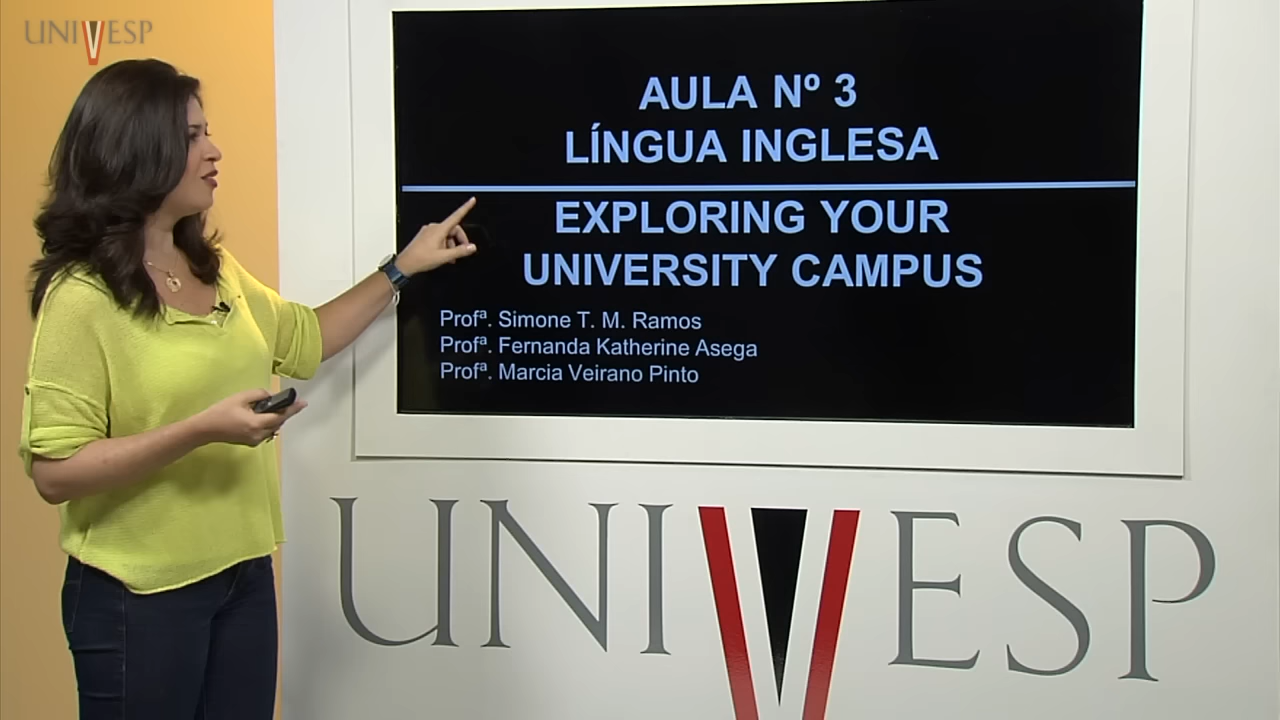 UNIVESP
AULA Nº 3
LÍNGUA INGLESA
EXPLORING YOUR
UNIVERSITY CAMPUS
Profª. Simone T. M. Ramos
Profª. Fernanda Katherine Asega
Profª. Marcia Veirano Pinto
UNIVESP